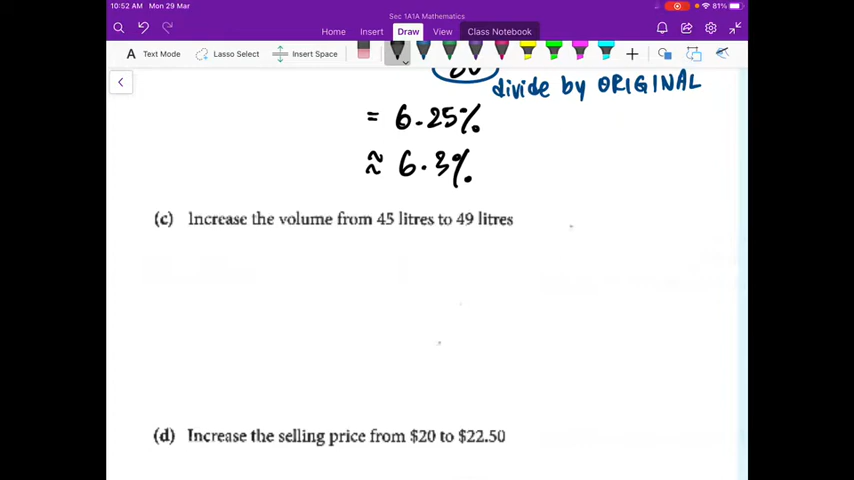 10:52 AM Mon 29 Mar
81%
Sec 1A1A Mathematics
Home Insert Draw View Class Notebook
A Text Mode Lasso Select Insert Space
divide by ORIGINAL
= 6.25%
≈ 6.3%
(c) Increase the volume from 45 litres to 49 litres
(d) Increase the selling price from $20 to $22.50